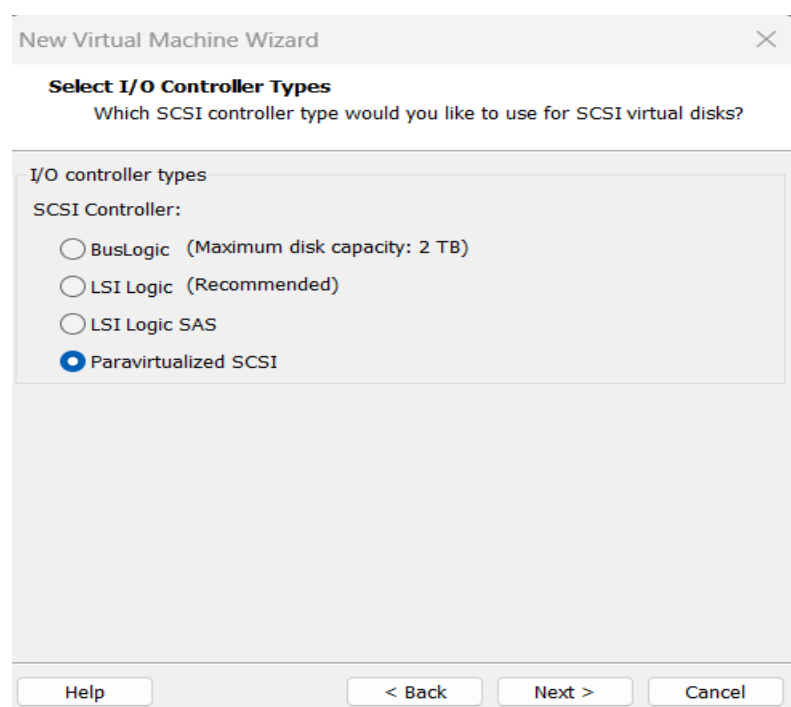 New Virtual Machine Wizard
Select I/O Controller Types
Which SCSI controller type would you like to use for SCSI virtual disks?
I/O controller types
SCSI Controller:
BusLogic (Maximum disk capacity: 2 TB)
LSI Logic (Recommended)
LSI Logic SAS
Paravirtualized SCSI
Help < Back Next > Cancel